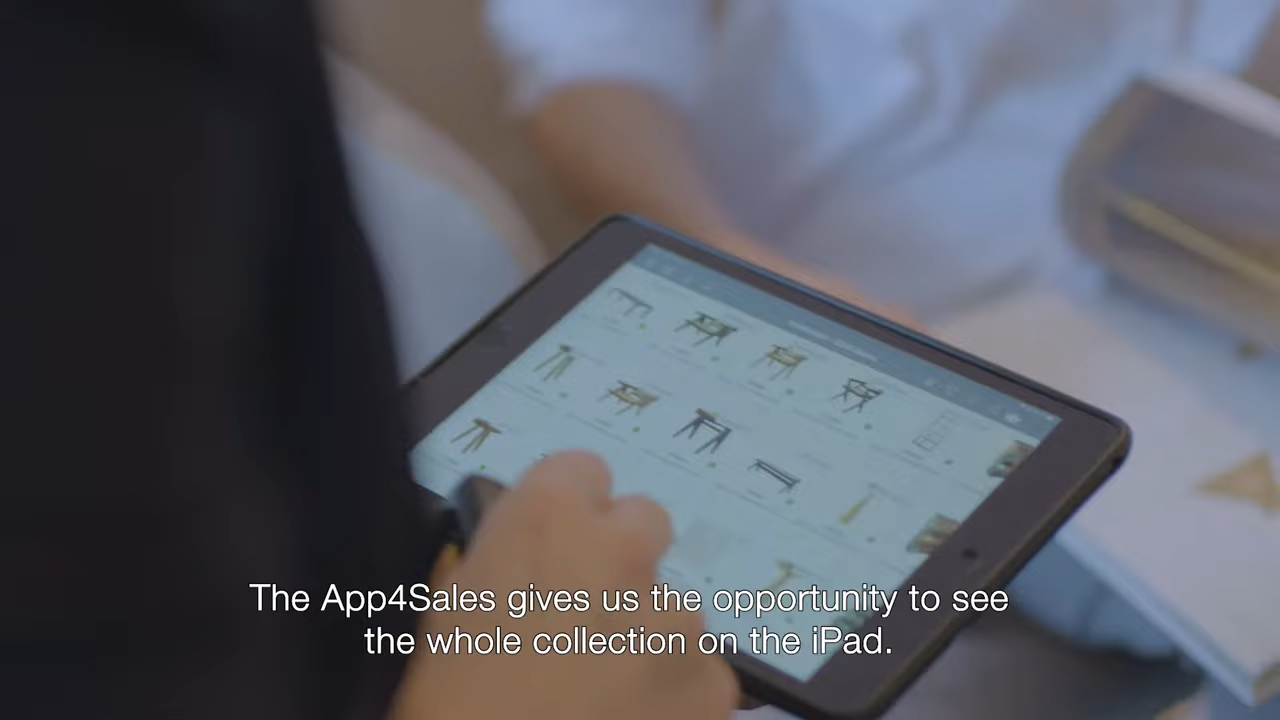 The App4Sales gives us the opportunity to see
the whole collection on the iPad.